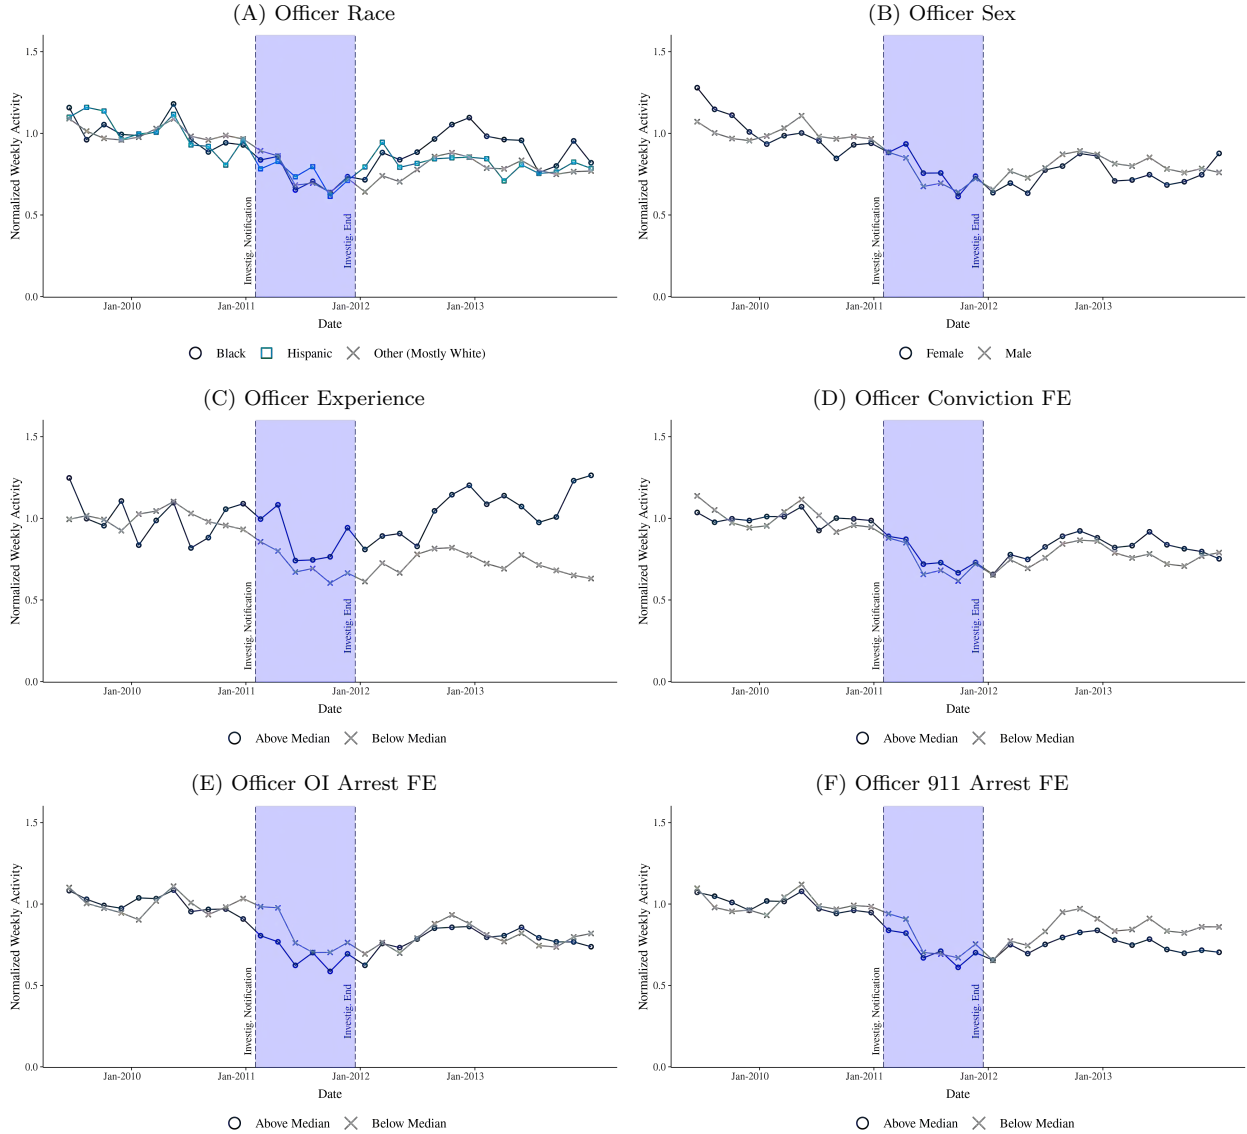 (A) Officer Race
Normalized Weekly Activity
1.5
1.0
0.5
0.0
Investig. Notification
Investig. End
Jan-2010
Jan-2011
Jan-2012
Jan-2013
Date
Black
Hispanic
Other (Mostly White)
(B) Officer Sex
Normalized Weekly Activity
1.5
1.0
0.5
0.0
Investig. Notification
Investig. End
Jan-2010
Jan-2011
Jan-2012
Jan-2013
Date
Female
Male
(C) Officer Experience
Normalized Weekly Activity
1.5
1.0
0.5
0.0
Investig. Notification
Investig. End
Jan-2010
Jan-2011
Jan-2012
Jan-2013
Date
Above Median
Below Median
(D) Officer Conviction FE
Normalized Weekly Activity
1.5
1.0
0.5
0.0
Investig. Notification
Investig. End
Jan-2010
Jan-2011
Jan-2012
Jan-2013
Date
Above Median
Below Median
(E) Officer OI Arrest FE
Normalized Weekly Activity
1.5
1.0
0.5
0.0
Investig. Notification
Investig. End
Jan-2010
Jan-2011
Jan-2012
Jan-2013
Date
Above Median
Below Median
(F) Officer 911 Arrest FE
Normalized Weekly Activity
1.5
1.0
0.5
0.0
Investig. Notification
Investig. End
Jan-2010
Jan-2011
Jan-2012
Jan-2013
Date
Above Median
Below Median